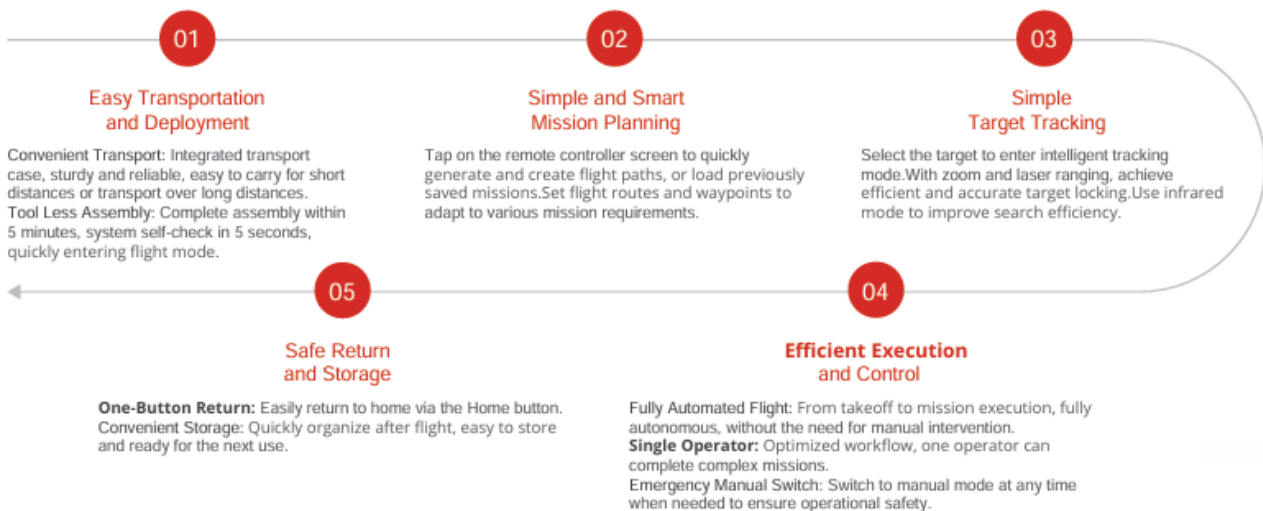 01
Easy Transportation
and Deployment
Convenient Transport: Integrated transport
case, sturdy and reliable, easy to carry for short
distances or transport over long distances.
Tool Less Assembly: Complete assembly within
5 minutes, system self-check in 5 seconds,
quickly entering flight mode.
02
Simple and Smart
Mission Planning
Tap on the remote controller screen to quickly
generate and create flight paths, or load previously
saved missions.Set flight routes and waypoints to
adapt to various mission requirements.
03
Simple
Target Tracking
Select the target to enter intelligent tracking
mode.With zoom and laser ranging, achieve
efficient and accurate target locking.Use infrared
mode to improve search efficiency.
04
Efficient Execution
and Control
Fully Automated Flight: From takeoff to mission execution, fully
autonomous, without the need for manual intervention.
Single Operator: Optimized workflow, one operator can
complete complex missions.
Emergency Manual Switch: Switch to manual mode at any time
when needed to ensure operational safety.
05
Safe Return
and Storage
One-Button Return: Easily return to home via the Home button.
Convenient Storage: Quickly organize after flight, easy to store
and ready for the next use.